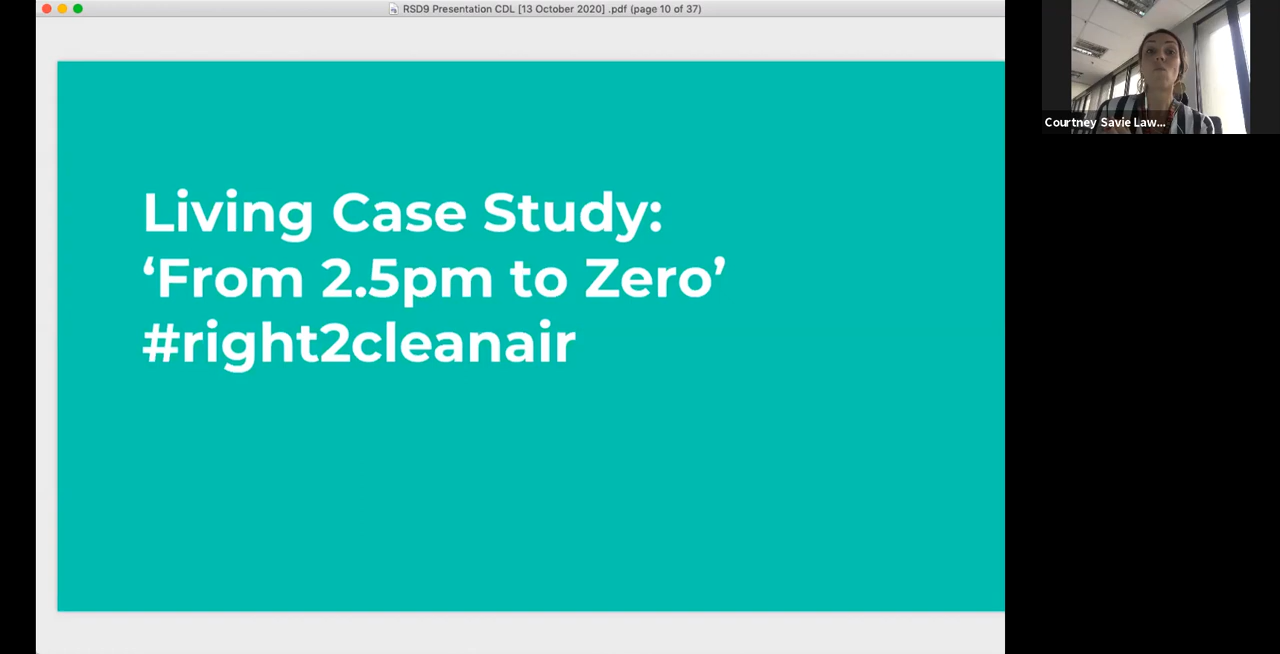 RSD9 Presentation CDL [13 October 2020] .pdf (page 10 of 37)
Living Case Study:
‘From 2.5pm to Zero’
#right2cleanair
Courtney Savie Law...